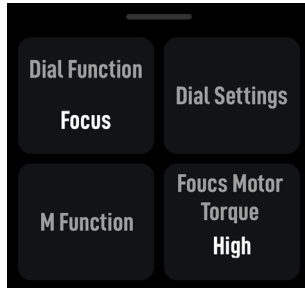 Dial Function
Focus
Dial Settings
M Function
Foucs Motor
Torque
High